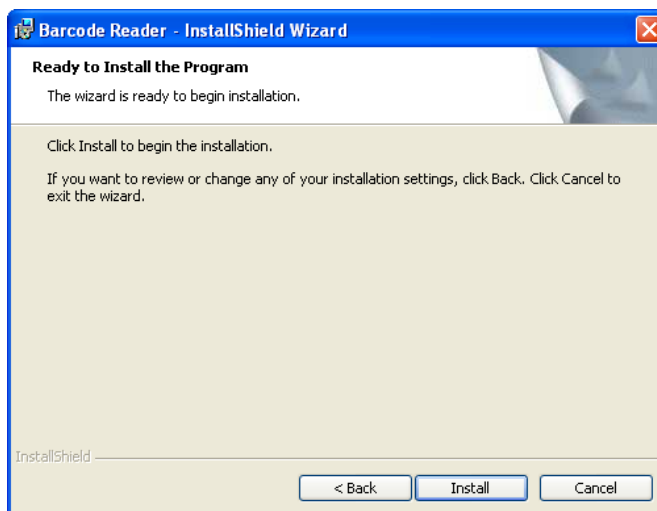 Barcode Reader - InstallShield Wizard
Ready to Install the Program
The wizard is ready to begin installation.
Click Install to begin the installation.
If you want to review or change any of your installation settings, click Back. Click Cancel to
exit the wizard.
InstallShield
< Back
Install
Cancel